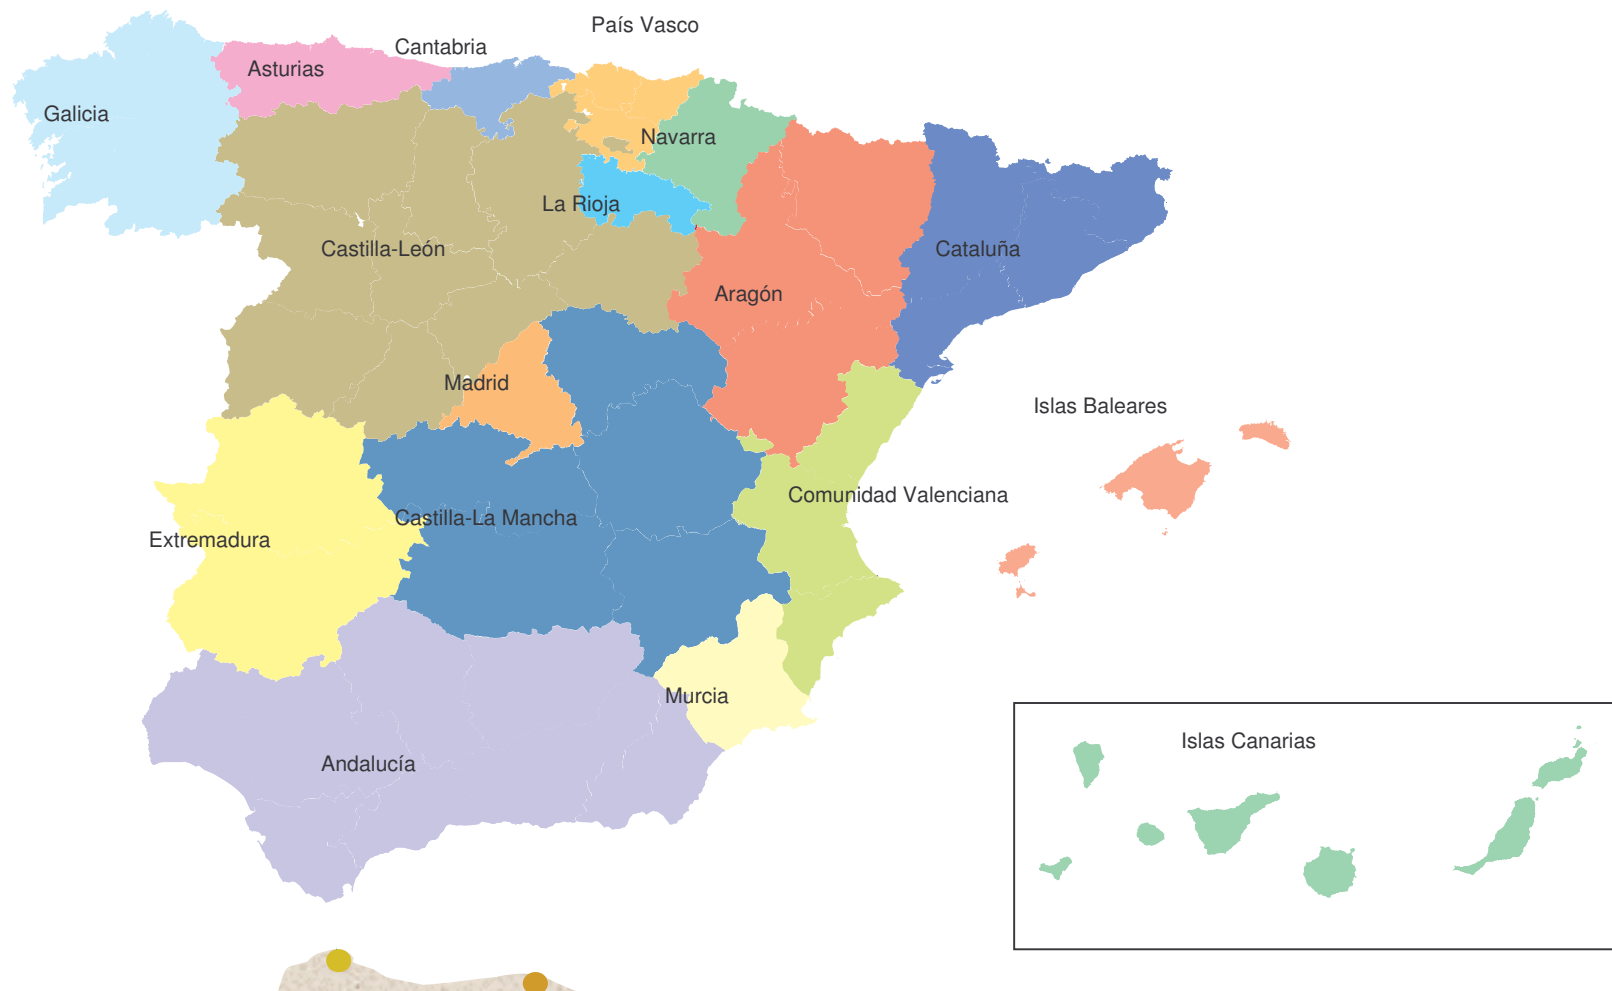 País Vasco
Cantabria
Asturias
Galicia
Navarra
La Rioja
Castilla-León
Cataluña
Aragón
Madrid
Islas Baleares
Comunidad Valenciana
Castilla-La Mancha
Extremadura
Murcia
Islas Canarias
Andalucía